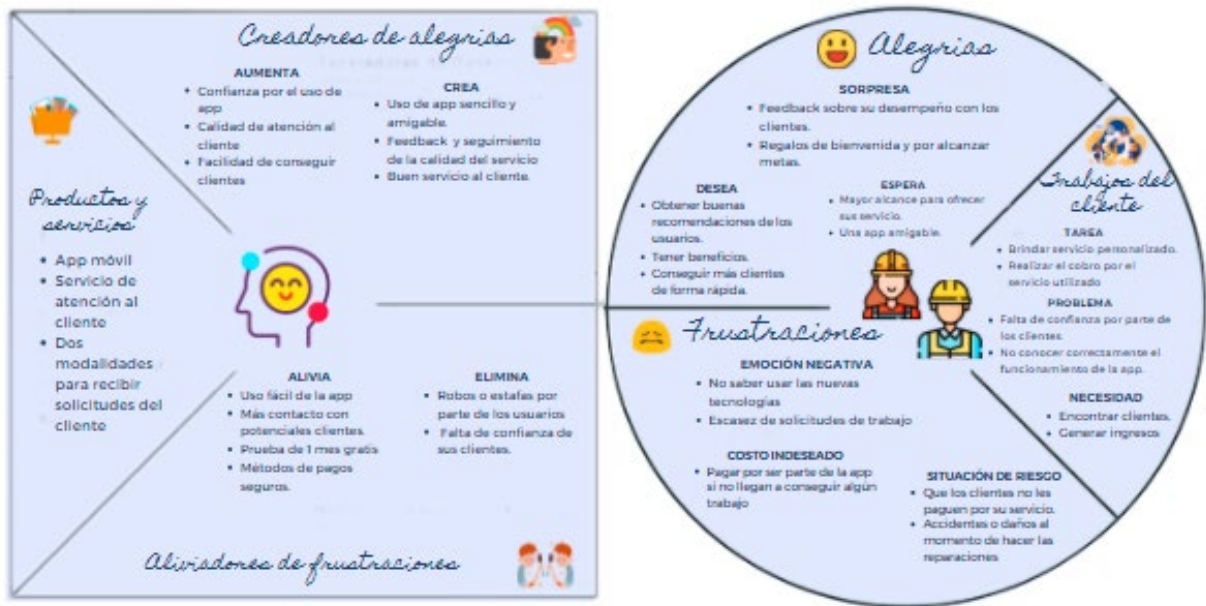 Creadores de alegrias
AUMENTA
• Confianza por el uso de
app
• Calidad de atención al
cliente
• Facilidad de conseguir
clientes
CREA
• Uso de app sencillo y
amigable.
• Feedback y seguimiento
de la calidad del servicio
• Buen servicio al cliente.
Productos y
servicios
• App móvil
• Servicio de
atención al
cliente
• Dos
modalidades
para recibir
solicitudes del
cliente
ALIVIA
• Uso fácil de la app
• Más contacto con
potenciales clientes.
• Prueba de 1 mes gratis
• Métodos de pagos
seguros.
ELIMINA
• Robos o estafas por
parte de los usuarios
• Falta de confianza de
sus clientes.
Aliviadores de frustraciones
Alegrias
SORPRESA
• Feedback sobre su desempeño con los
clientes.
• Regalos de bienvenida y por alcanzar
metas.
DESEA
• Obtener buenas
recomendaciones de los
usuarios.
• Tener beneficios.
• Conseguir más clientes
de forma rápida.
ESPERA
• Mayor alcance para ofrecer
sus servicio.
• Una app amigable.
Trabajos del
cliente
TAREA
• Brindar servicio personalizado.
• Realizar el cobro por el
servicio utilizado
PROBLEMA
• Falta de confianza por parte de
los clientes.
• No conocer correctamente el
funcionamiento de la app.
NECESIDAD
• Encontrar clientes.
• Generar ingresos
Frustraciones
EMOCIÓN NEGATIVA
• No saber usar las nuevas
tecnologías
• Escasez de solicitudes de trabajo
COSTO INDESEADO
• Pagar por ser parte de la app
si no llegan a conseguir algún
trabajo
SITUACIÓN DE RIESGO
• Que los clientes no les
paguen por su servicio.
• Accidentes o daños al
momento de hacer las
reparaciones